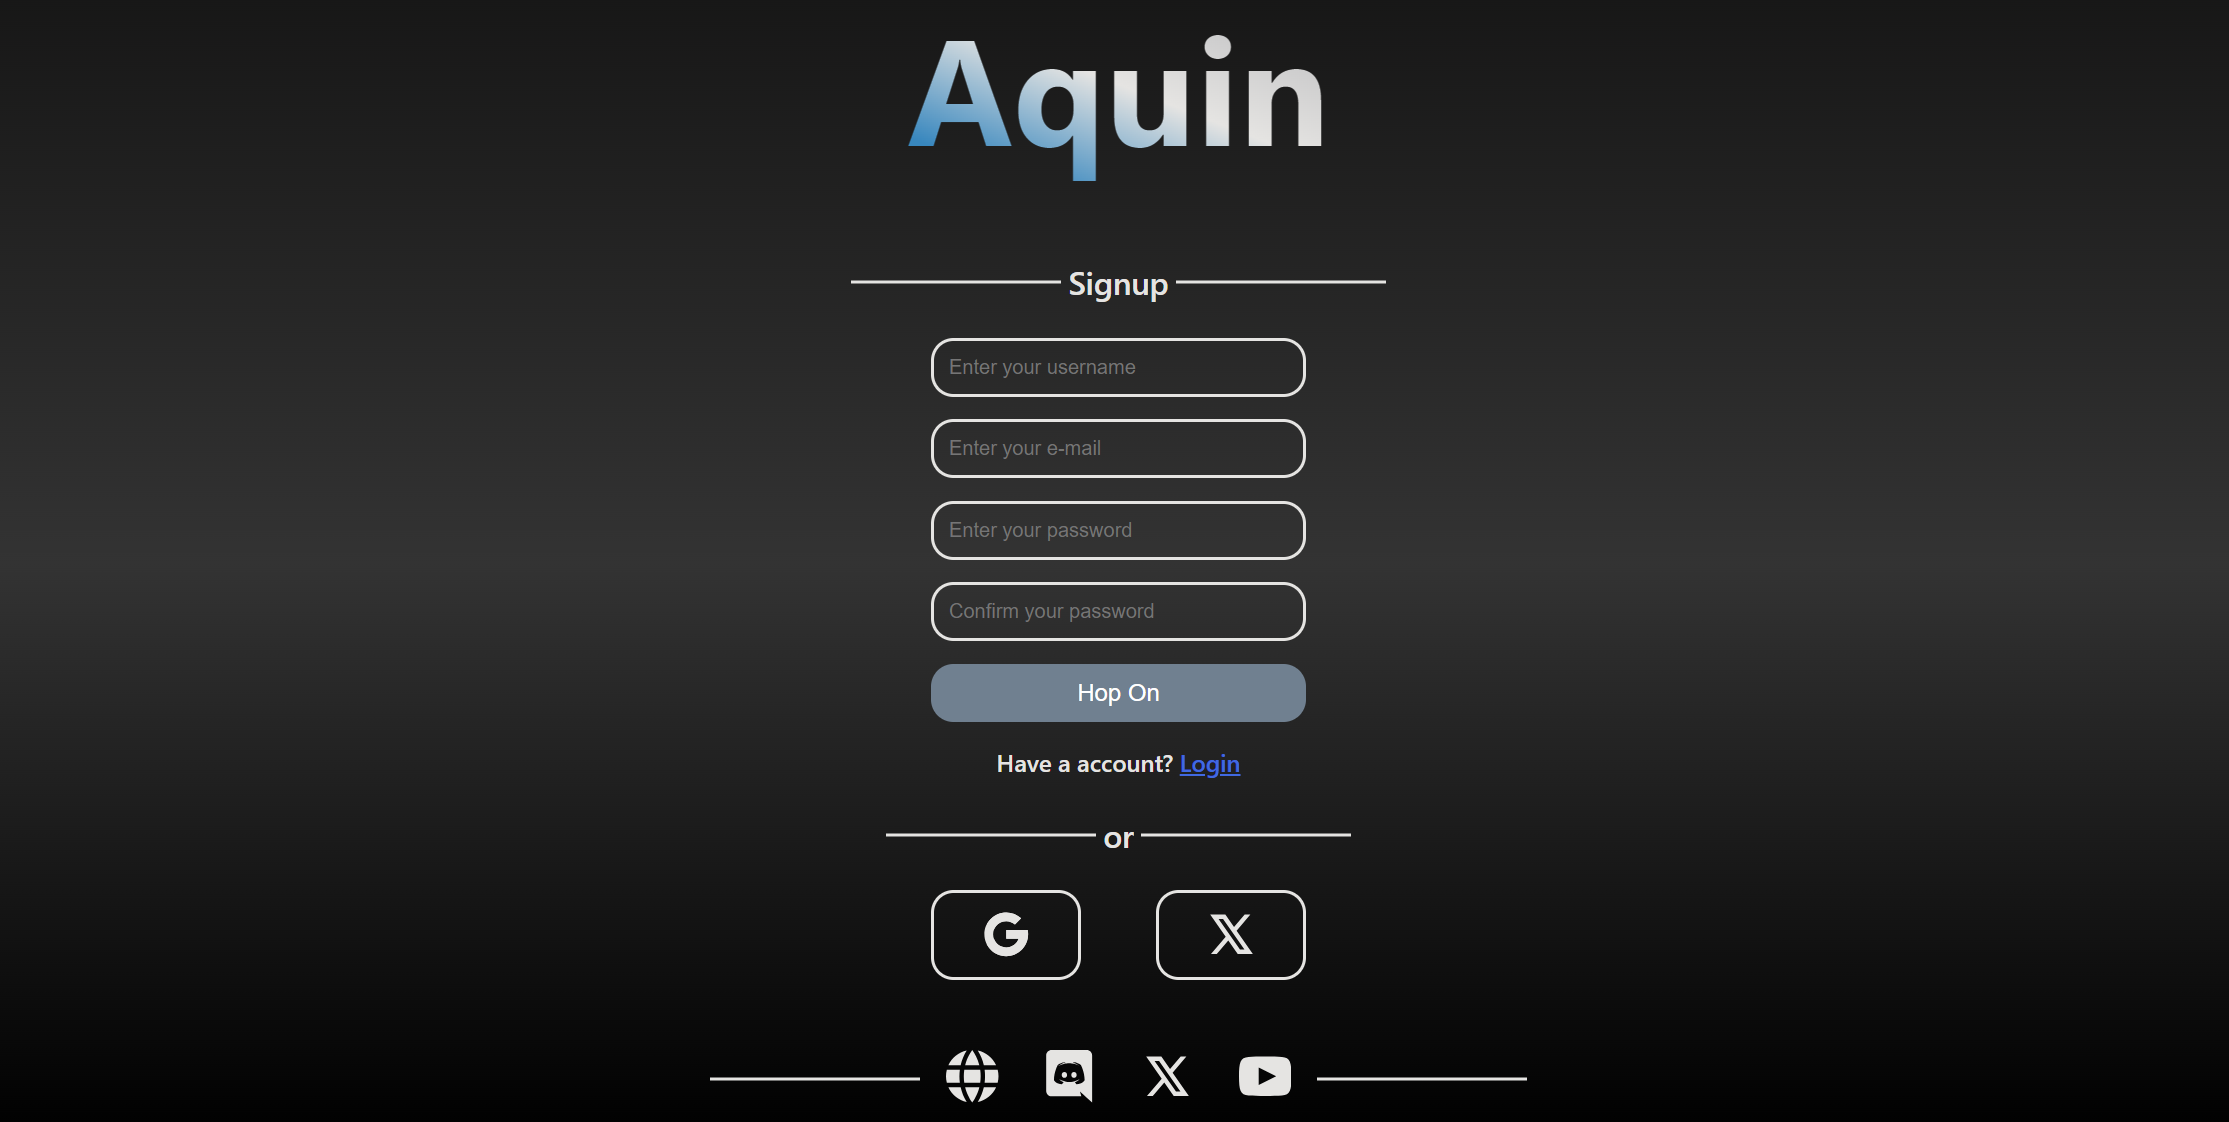 Aquin
Signup
Enter your username
Enter your e-mail
Enter your password
Confirm your password
Hop On
Have a account? Login
or